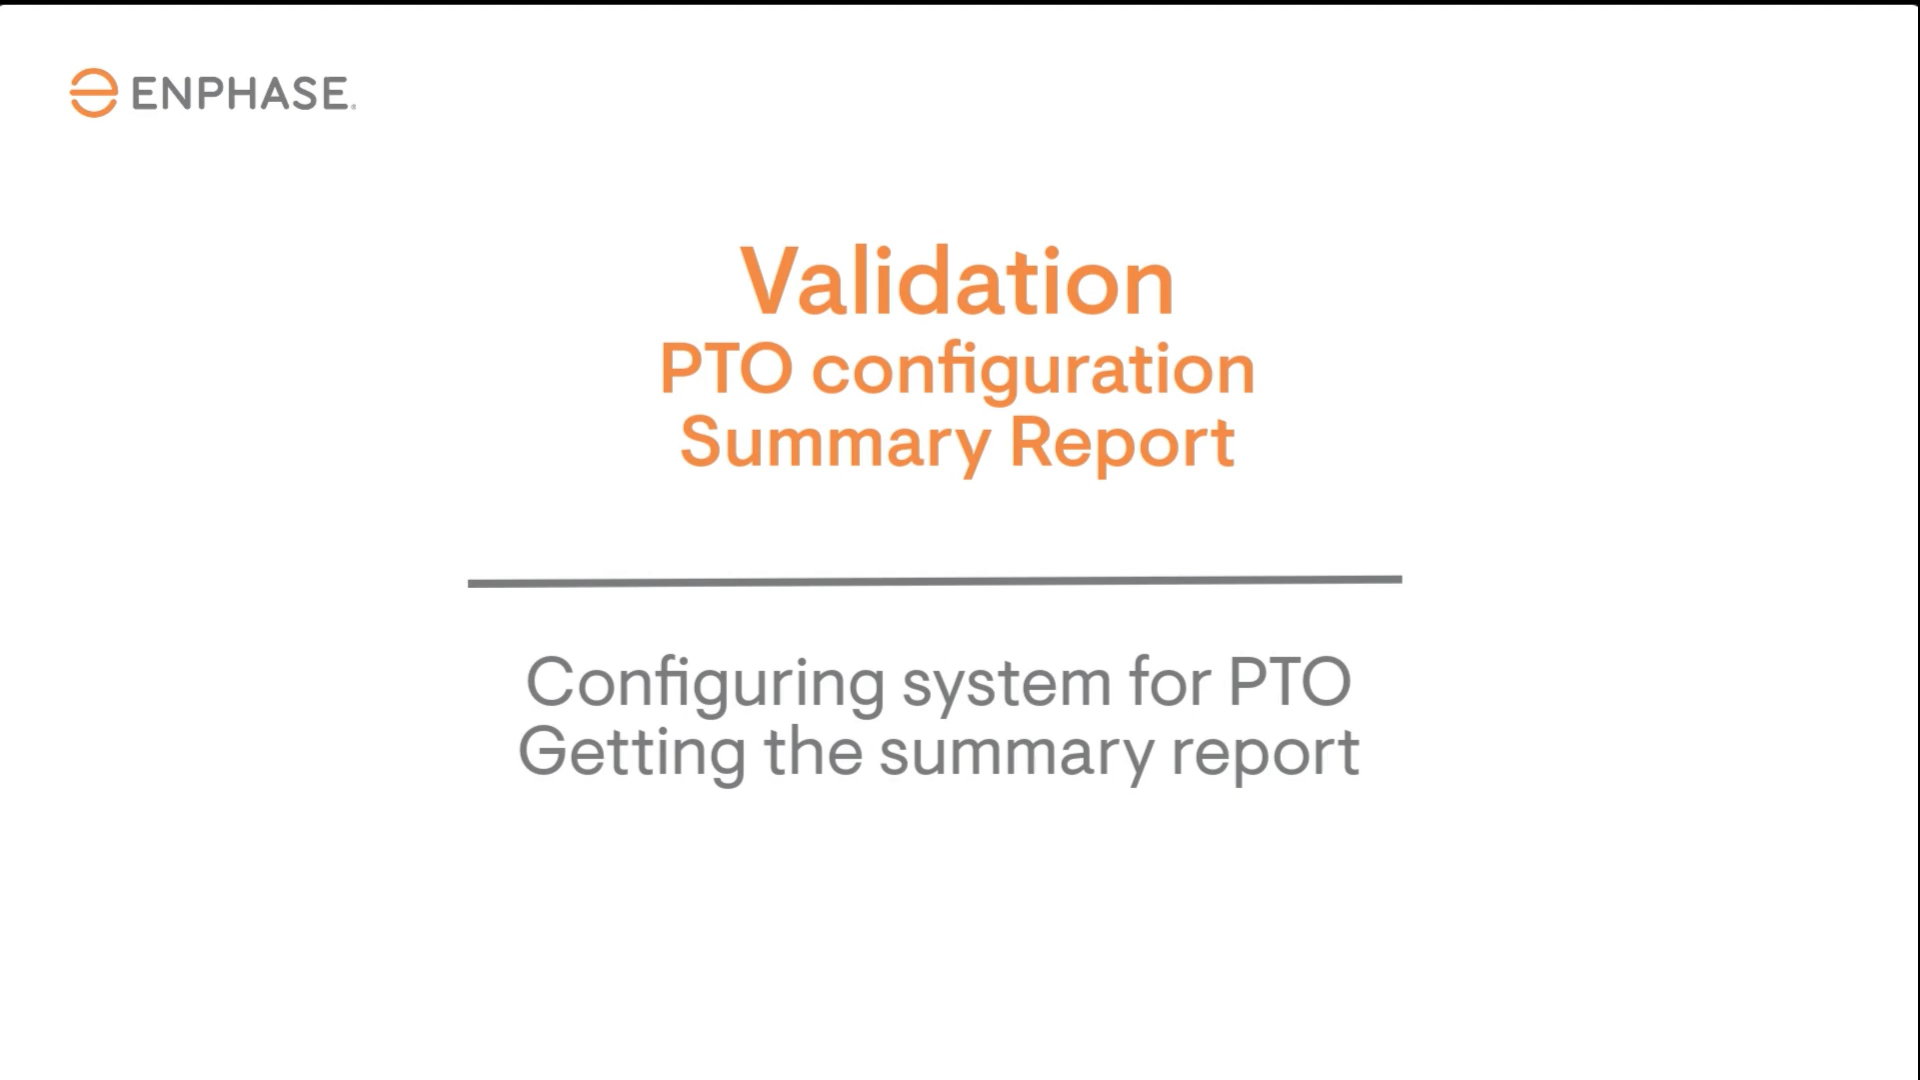 ENPHASE
Validation
PTO configuration
Summary Report
Configuring system for PTO
Getting the summary report